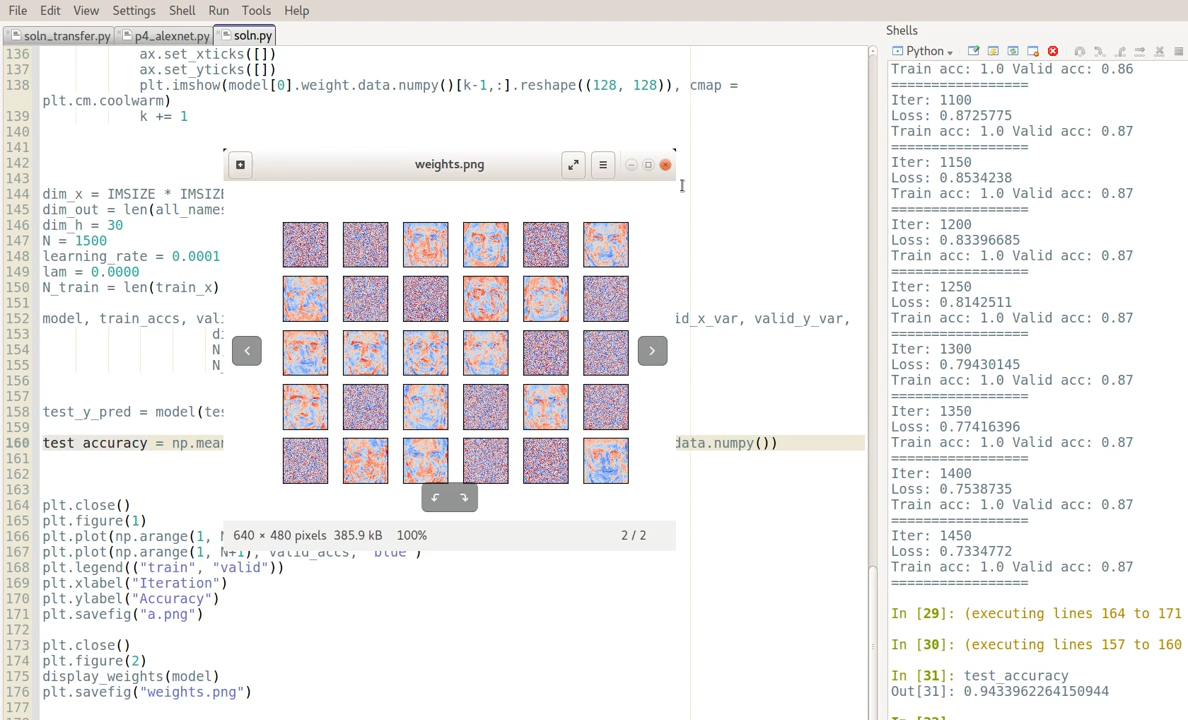 File Edit View Settings Shell Run Tools Help
soln_transfer.py p4_alexnet.py soln.py
136 ax.set_xticks([])
137 ax.set_yticks([])
138 plt.imshow(model[0].weight.data.numpy()[k-1,:].reshape((128, 128)), cmap =
plt.cm.coolwarm)
139 k += 1
140
141
142
143
144 dim_x = IMSIZE * IMSIZE
145 dim_out = len(all_names
146 dim_h = 30
147 N = 1500
148 learning_rate = 0.0001
149 lam = 0.0000
150 N_train = len(train_x)
151
152 model, train_accs, vali id_x_var, valid_y_var,
153 di
154 N
155 N_
156
157
158 test_y_pred = model(tes
159
160 test_accuracy = np.mean data.numpy())
161
162
163
164 plt.close()
165 plt.figure(1)
166 plt.plot(np.arange(1, N
167 plt.plot(np.arange(1, N+1), valid_accs, "blue")
168 plt.legend(("train", "valid"))
169 plt.xlabel("Iteration")
170 plt.ylabel("Accuracy")
171 plt.savefig("a.png")
172
173 plt.close()
174 plt.figure(2)
175 display_weights(model)
176 plt.savefig("weights.png")
177
weights.png
640 × 480 pixels 385.9 kB 100% 2 / 2
Shells
Python
Train acc: 1.0 Valid acc: 0.86
=================
Iter: 1100
Loss: 0.8725775
Train acc: 1.0 Valid acc: 0.87
=================
Iter: 1150
Loss: 0.8534238
Train acc: 1.0 Valid acc: 0.87
=================
Iter: 1200
Loss: 0.83396685
Train acc: 1.0 Valid acc: 0.87
=================
Iter: 1250
Loss: 0.8142511
Train acc: 1.0 Valid acc: 0.87
=================
Iter: 1300
Loss: 0.79430145
Train acc: 1.0 Valid acc: 0.87
=================
Iter: 1350
Loss: 0.77416396
Train acc: 1.0 Valid acc: 0.87
=================
Iter: 1400
Loss: 0.7538735
Train acc: 1.0 Valid acc: 0.87
=================
Iter: 1450
Loss: 0.7334772
Train acc: 1.0 Valid acc: 0.87
=================
In [29]: (executing lines 164 to 171
In [30]: (executing lines 157 to 160
In [31]: test_accuracy
Out[31]: 0.9433962264150944